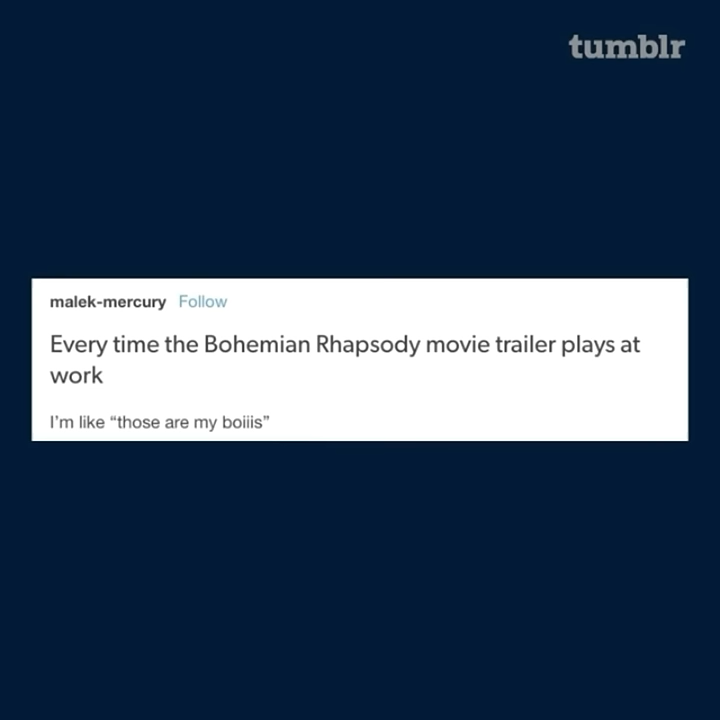 tumblr
malek-mercury Follow
Every time the Bohemian Rhapsody movie trailer plays at
work
I'm like “those are my boiiis”